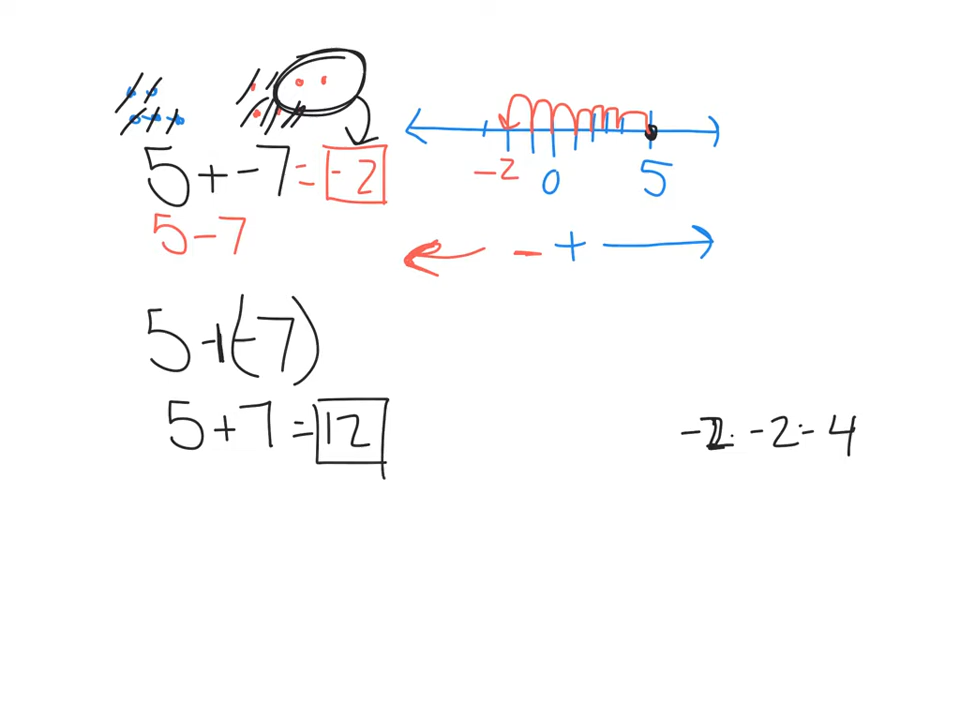 5 + -7 = -2
-2 0 5
5 - 7
- +
5 - (-7)
5 + 7 = 12
-2 · -2 = 4